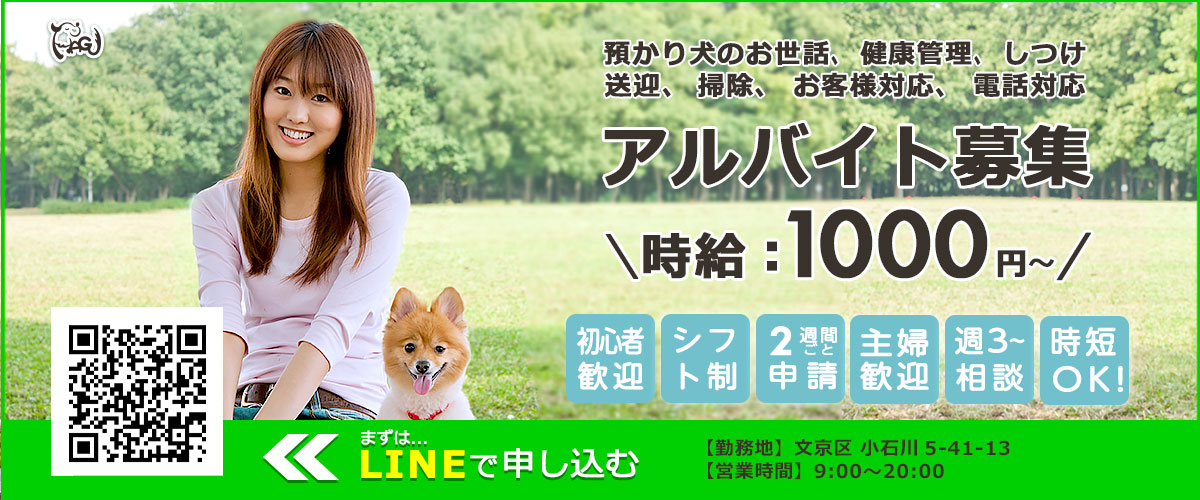 預かり犬のお世話、健康管理、しつけ
送迎、掃除、お客様対応、電話対応
アルバイト募集
\時給:1000円～/
初心者
歓迎
シフ
ト制
2週間ごと
申請
主婦
歓迎
週3~
相談
時短
OK!
まずは...
LINEで申し込む
【勤務地】文京区 小石川 5-41-13
【営業時間】9:00～20:00